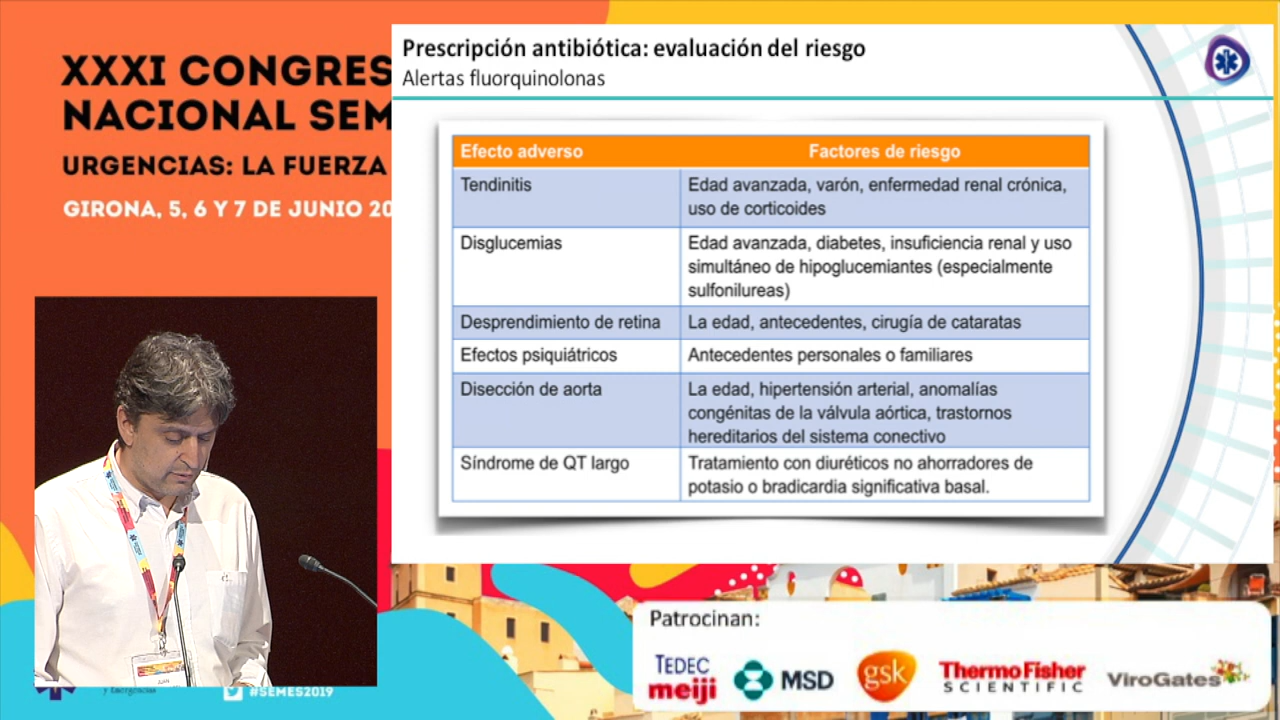 XXXI CONGRES
NACIONAL SEM
URGENCIAS: LA FUERZA
GIRONA, 5, 6 Y 7 DE JUNIO 20
Prescripción antibiótica: evaluación del riesgo
Alertas fluorquinolonas
Efecto adverso Factores de riesgo
Tendinitis Edad avanzada, varón, enfermedad renal crónica,
uso de corticoides
Disglucemias Edad avanzada, diabetes, insuficiencia renal y uso
simultáneo de hipoglucemiantes (especialmente
sulfonilureas)
Desprendimiento de retina La edad, antecedentes, cirugía de cataratas
Efectos psiquiátricos Antecedentes personales o familiares
Disección de aorta La edad, hipertensión arterial, anomalías
congénitas de la válvula aórtica, trastornos
hereditarios del sistema conectivo
Síndrome de QT largo Tratamiento con diuréticos no ahorradores de
potasio o bradicardia significativa basal.
y Emergencias
#SEMES2019
Patrocinan:
TEDEC
meiji
MSD
gsk
ThermoFisher
SCIENTIFIC
ViroGates